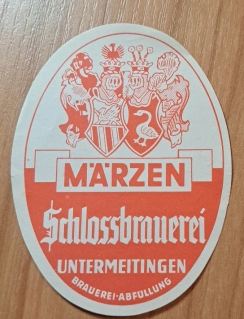 MÄRZEN
Schlossbrauerei
UNTERMEITINGEN
BRAUEREI-ABFÜLLUNG